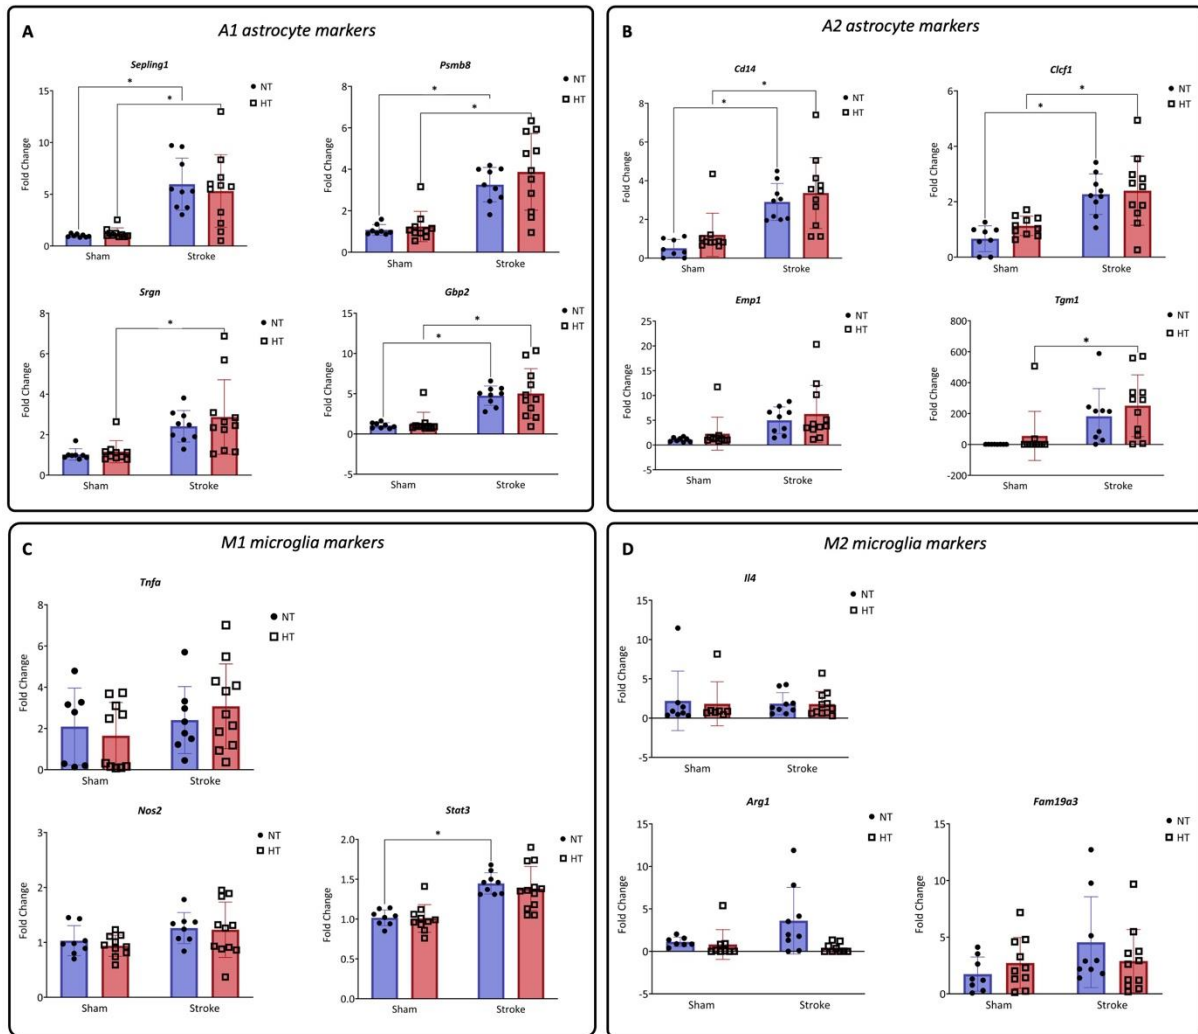 A
A1 astrocyte markers
Sepling1
Fold Change
15
10
5
0
*
*
NT
HT
Sham
Stroke
Psmb8
Fold Change
6
4
2
0
*
*
NT
HT
Sham
Stroke
Srgn
Fold Change
8
6
4
2
0
*
NT
HT
Sham
Stroke
Gbp2
Fold Change
15
10
5
0
-5
*
*
NT
HT
Sham
Stroke
B
A2 astrocyte markers
Cd14
Fold Change
8
6
4
2
0
*
*
NT
HT
Sham
Stroke
Clcf1
Fold Change
6
4
2
0
*
*
NT
HT
Sham
Stroke
Emp1
Fold Change
25
20
15
10
5
0
-5
NT
HT
Sham
Stroke
Tgm1
Fold Change
800
600
400
200
0
-200
*
NT
HT
Sham
Stroke
C
M1 microglia markers
Tnfa
Fold Change
8
6
4
2
0
NT
HT
Sham
Stroke
Nos2
Fold Change
3
2
1
0
NT
HT
Sham
Stroke
Stat3
Fold Change
2.0
1.5
1.0
0.5
0.0
*
NT
HT
Sham
Stroke
D
M2 microglia markers
Il4
Fold Change
15
10
5
0
-5
NT
HT
Sham
Stroke
Arg1
Fold Change
15
10
5
0
-5
NT
HT
Sham
Stroke
Fam19a3
Fold Change
15
10
5
0
NT
HT
Sham
Stroke